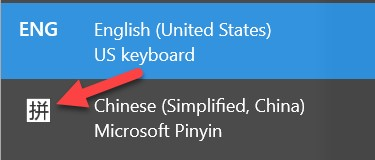 ENG English (United States)
US keyboard
拼 Chinese (Simplified, China)
Microsoft Pinyin